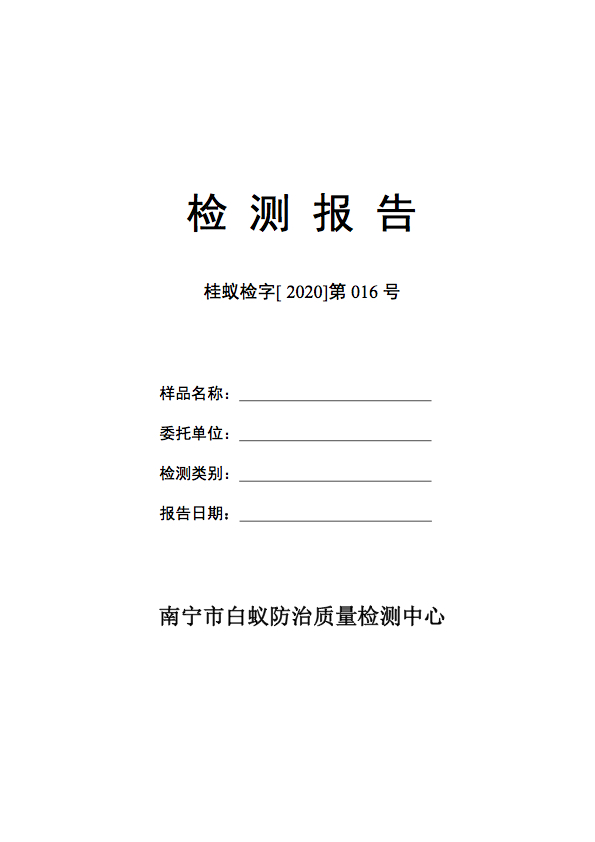 检测报告
桂蚁检字[ 2020]第 016 号
样品名称：
委托单位：
检测类别：
报告日期：
南宁市白蚁防治质量检测中心